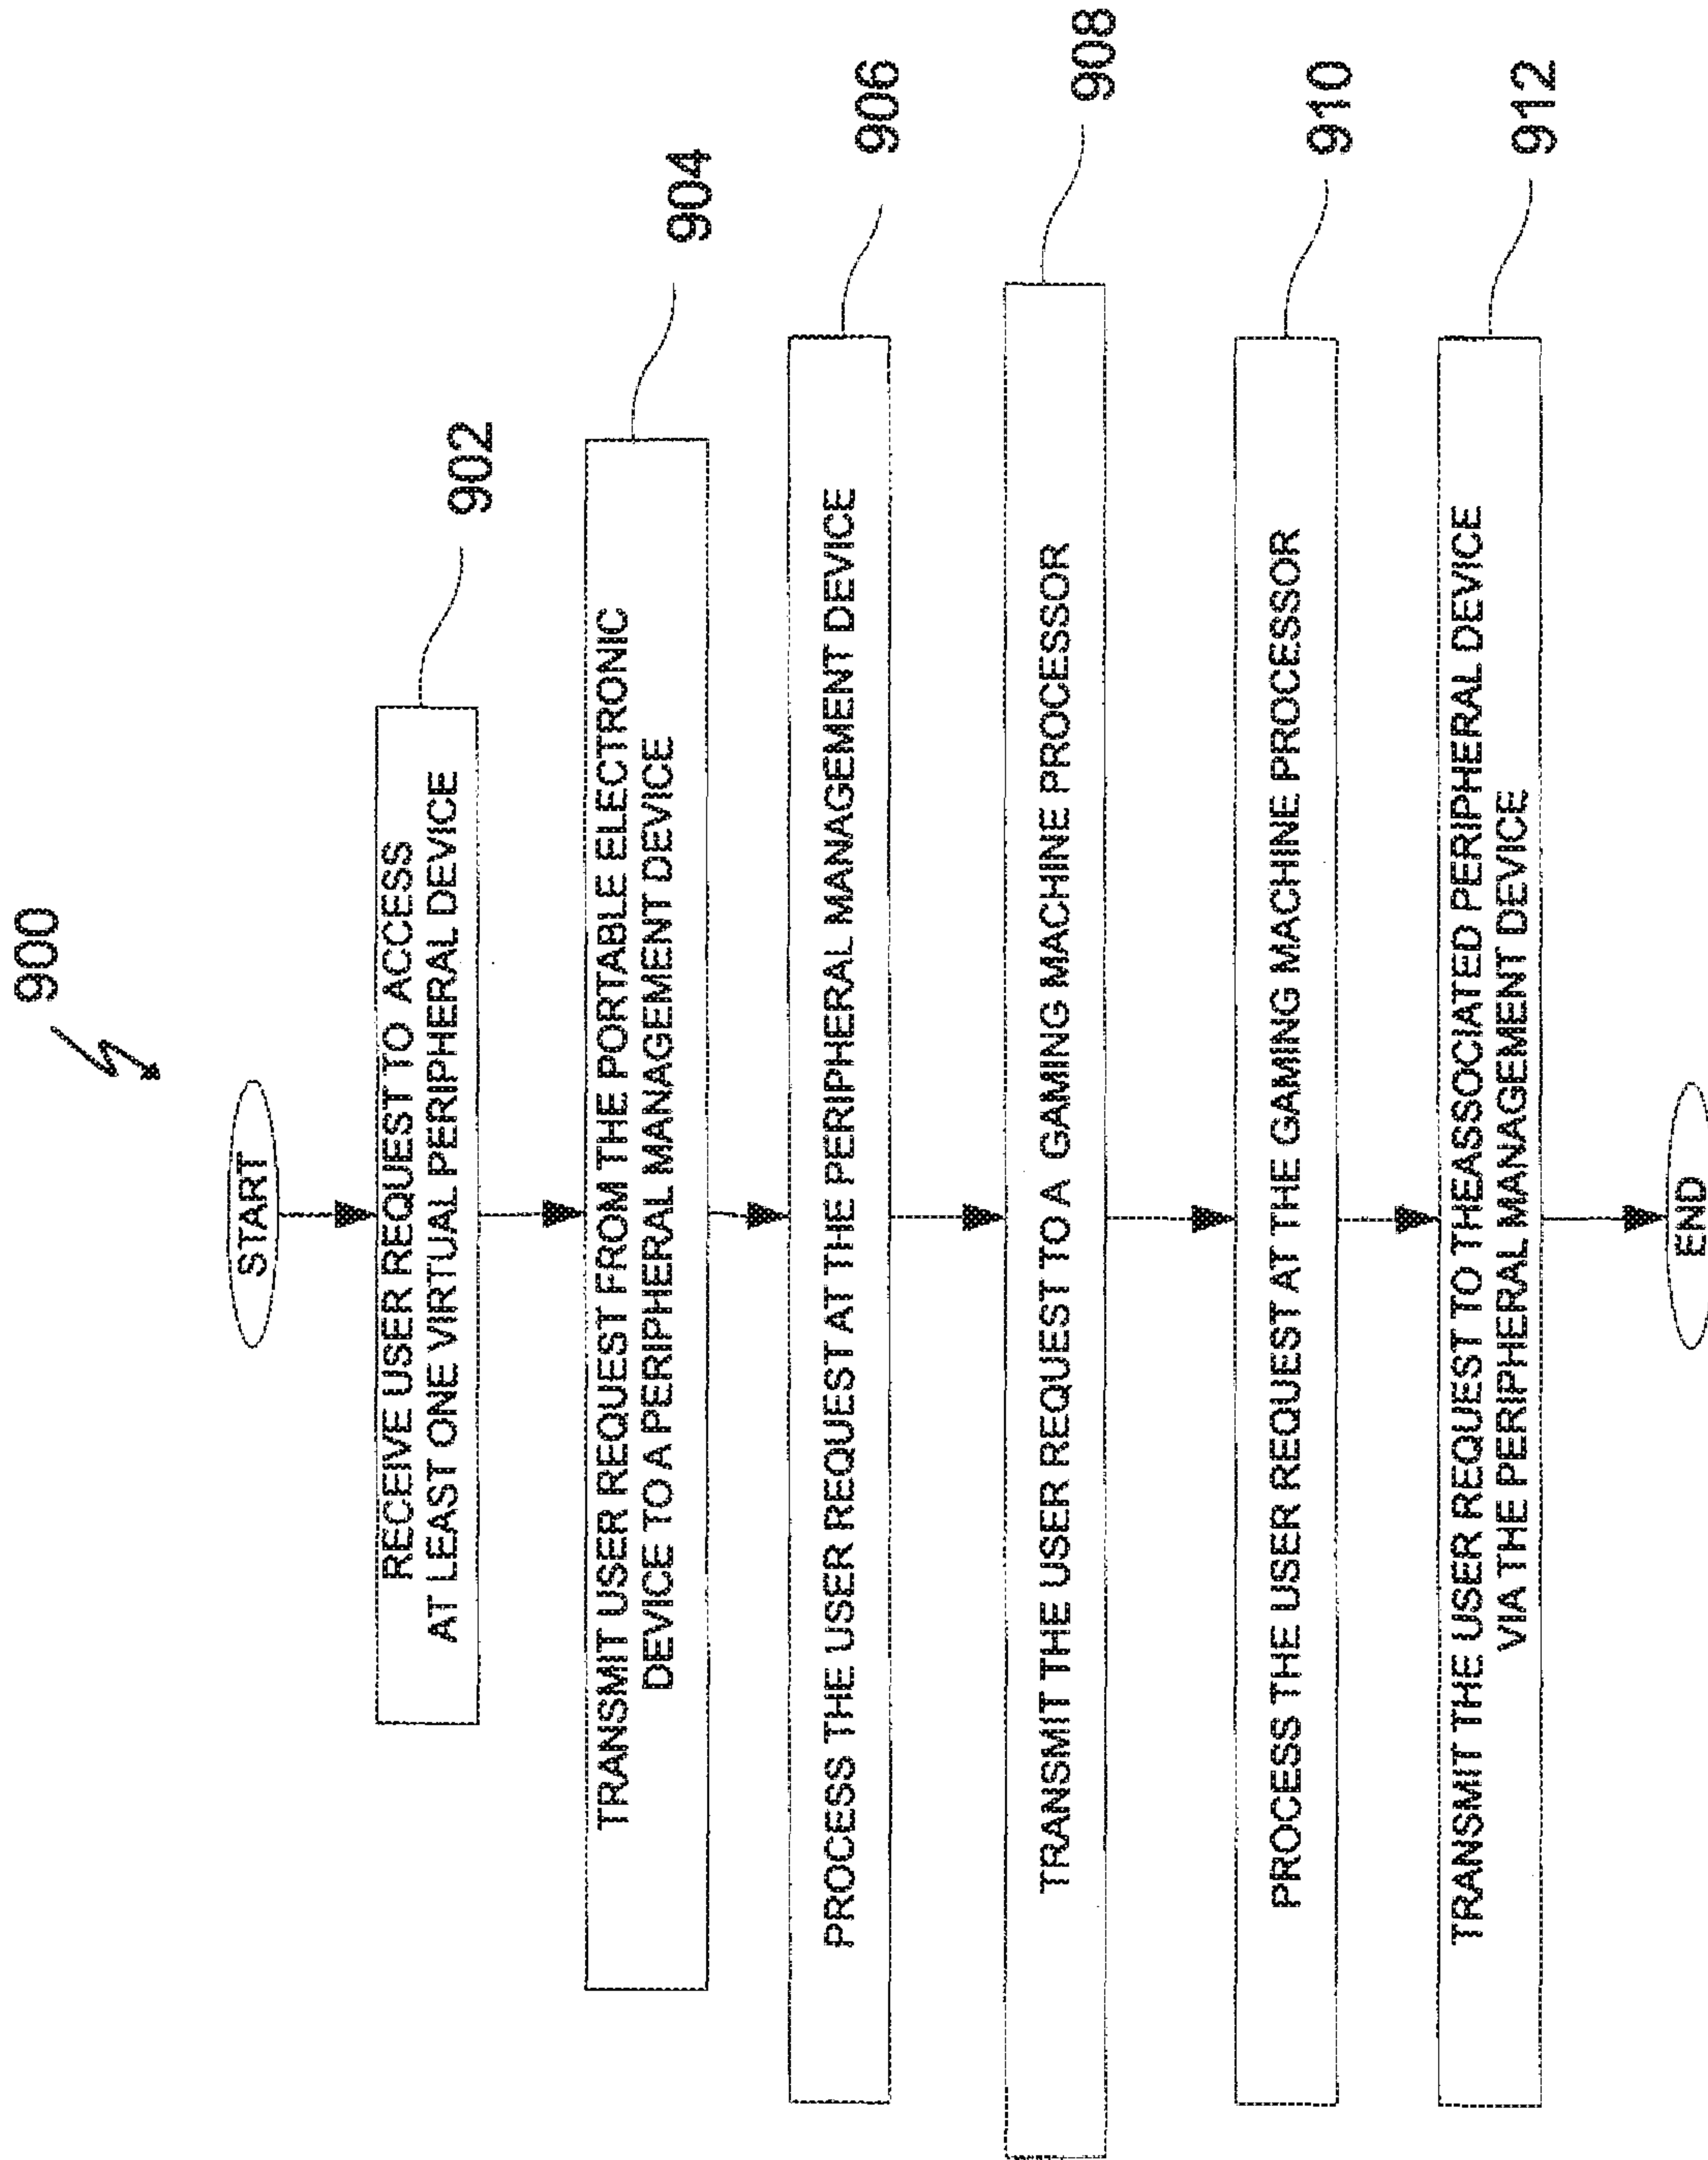 900
START
RECEIVE USER REQUEST TO ACCESS
AT LEAST ONE VIRTUAL PERIPHERAL DEVICE
902
TRANSMIT USER REQUEST FROM THE PORTABLE ELECTRONIC
DEVICE TO A PERIPHERAL MANAGEMENT DEVICE
904
PROCESS THE USER REQUEST AT THE PERIPHERAL MANAGEMENT DEVICE
906
TRANSMIT THE USER REQUEST TO A GAMING MACHINE PROCESSOR
908
PROCESS THE USER REQUEST AT THE GAMING MACHINE PROCESSOR
910
TRANSMIT THE USER REQUEST TO THEASSOCIATED PERIPHERAL DEVICE
VIA THE PERIPHERAL MANAGEMENT DEVICE
912
END